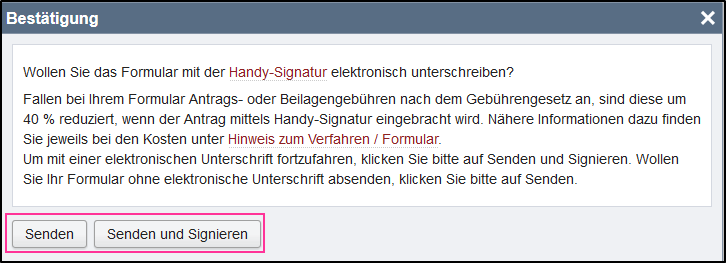 Bestätigung
Wollen Sie das Formular mit der Handy-Signatur elektronisch unterschreiben?
Fallen bei Ihrem Formular Antrags- oder Beilagengebühren nach dem Gebührengesetz an, sind diese um
40 % reduziert, wenn der Antrag mittels Handy-Signatur eingebracht wird. Nähere Informationen dazu finden
Sie jeweils bei den Kosten unter Hinweis zum Verfahren / Formular.
Um mit einer elektronischen Unterschrift fortzufahren, klicken Sie bitte auf Senden und Signieren. Wollen
Sie Ihr Formular ohne elektronische Unterschrift absenden, klicken Sie bitte auf Senden.
Senden Senden und Signieren